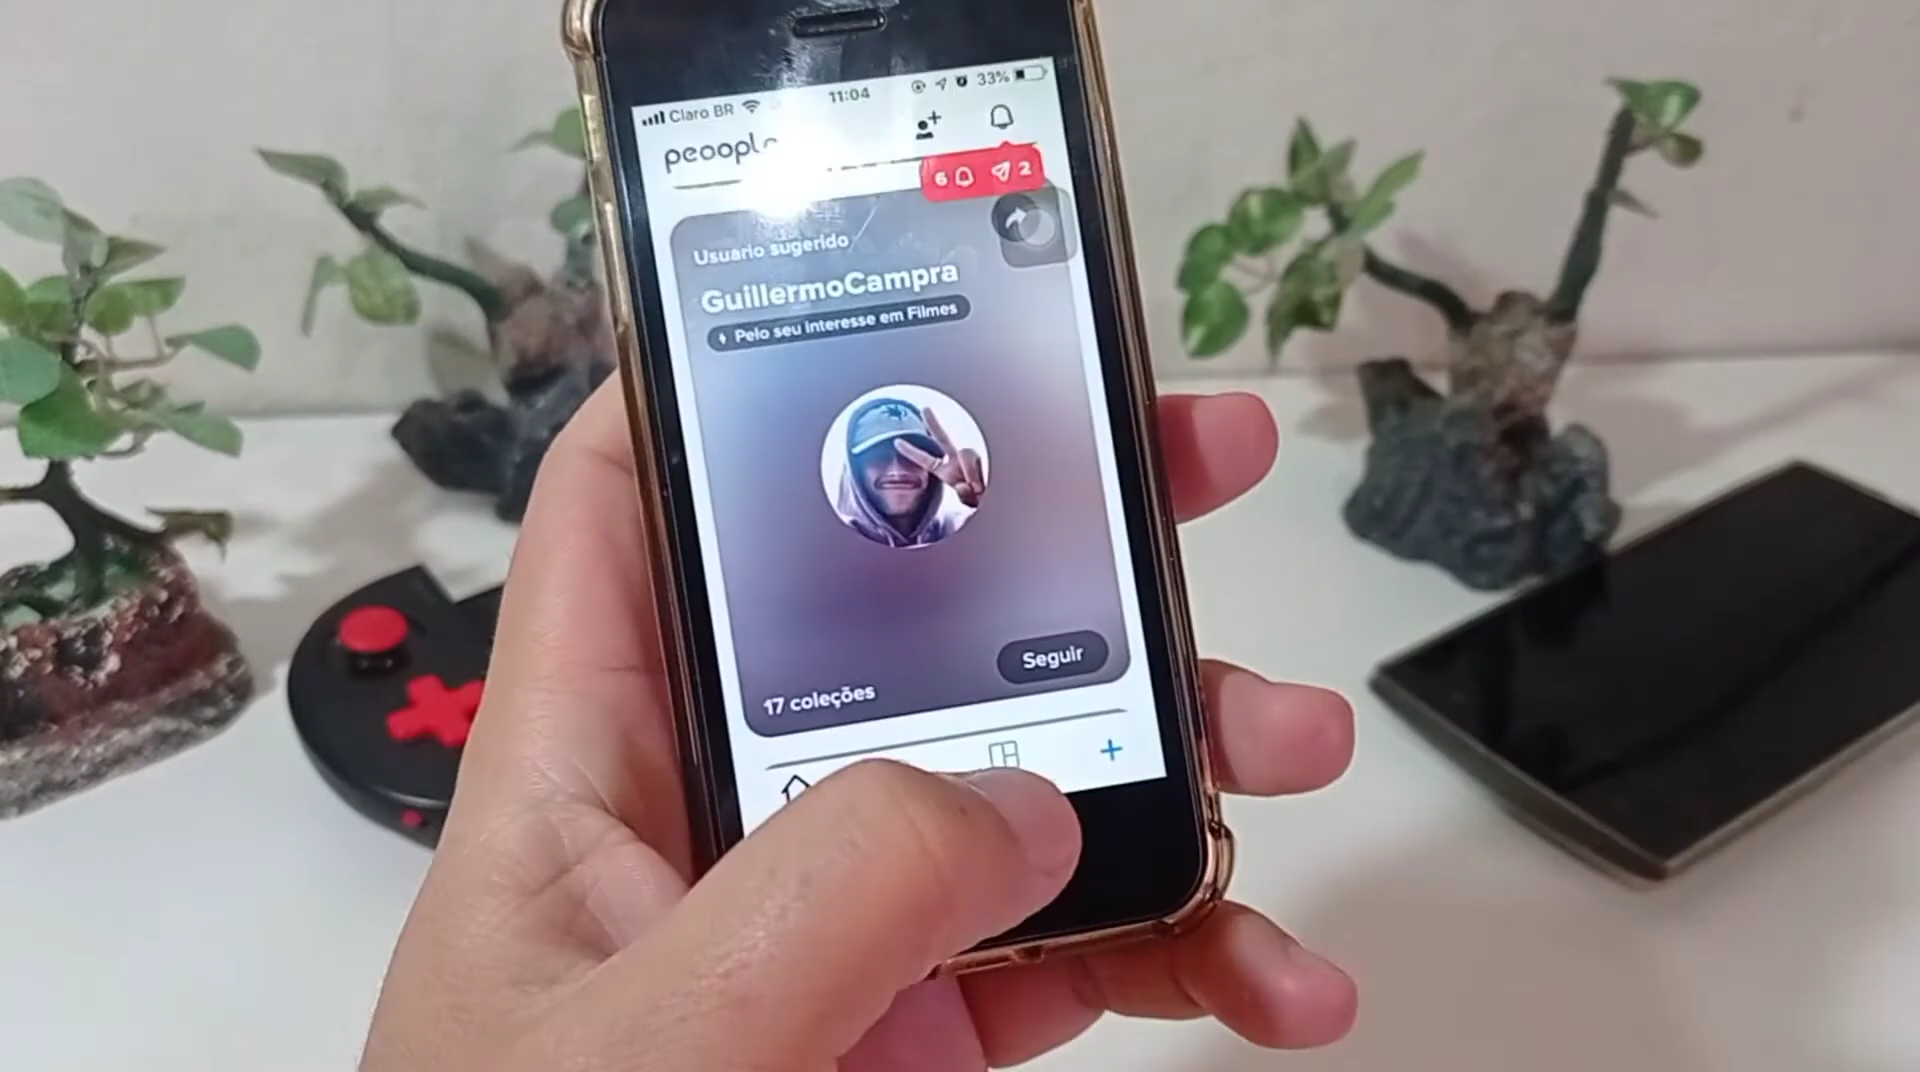 Claro BR
11:04
33%
peoople
6
2
Usuario sugerido
GuillermoCampra
Pelo seu interesse em Filmes
Seguir
17 coleções